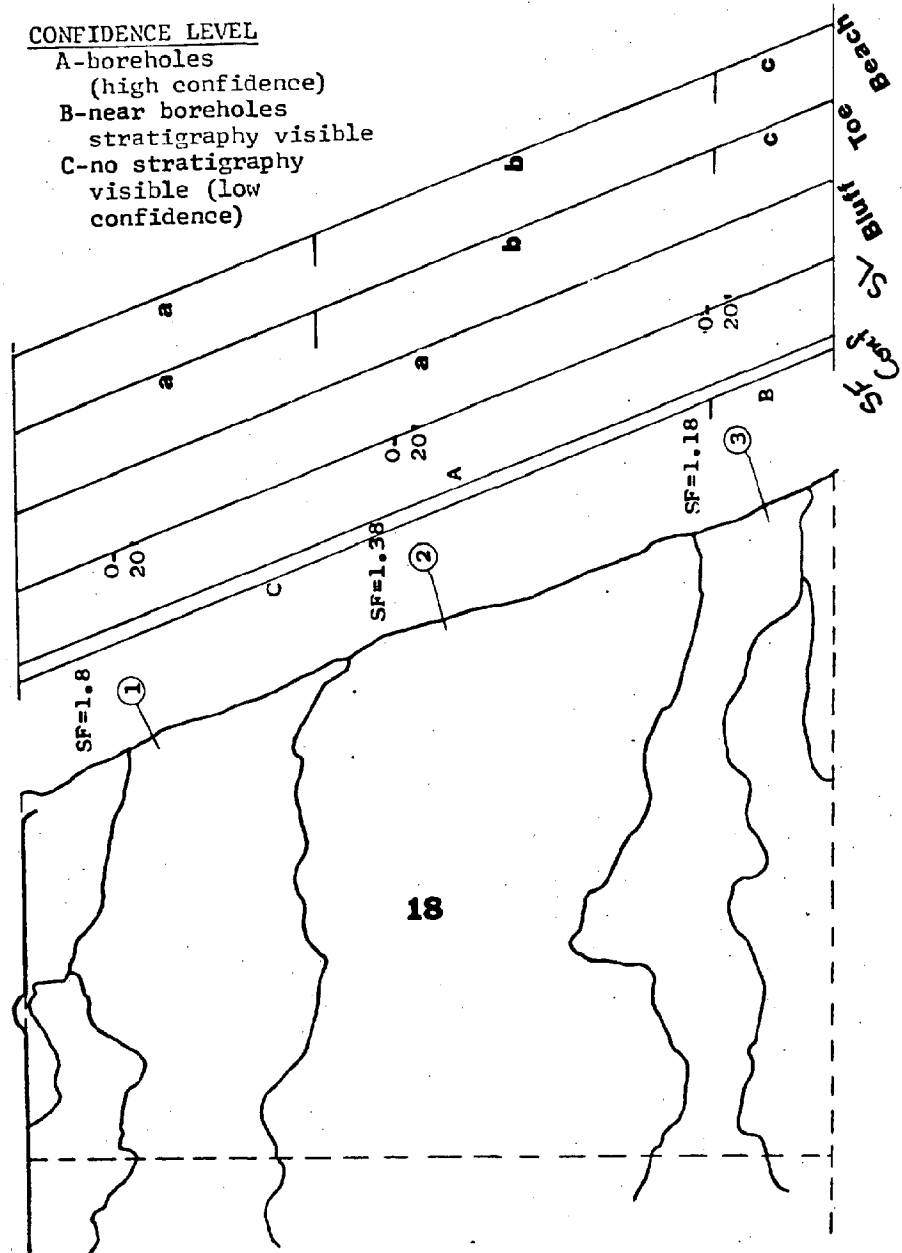 CONFIDENCE LEVEL
A-boreholes
(high confidence)
B-near boreholes
stratigraphy visible
C-no stratigraphy
visible (low
confidence)
Beach
Toe
Bluff
SL
Conf
SF
a
b
c
a
b
c
a
0-
20'
0-
20'
0-
20'
A
C
B
SF=1.8
1
SF=1.38
2
SF=1.18
3
18